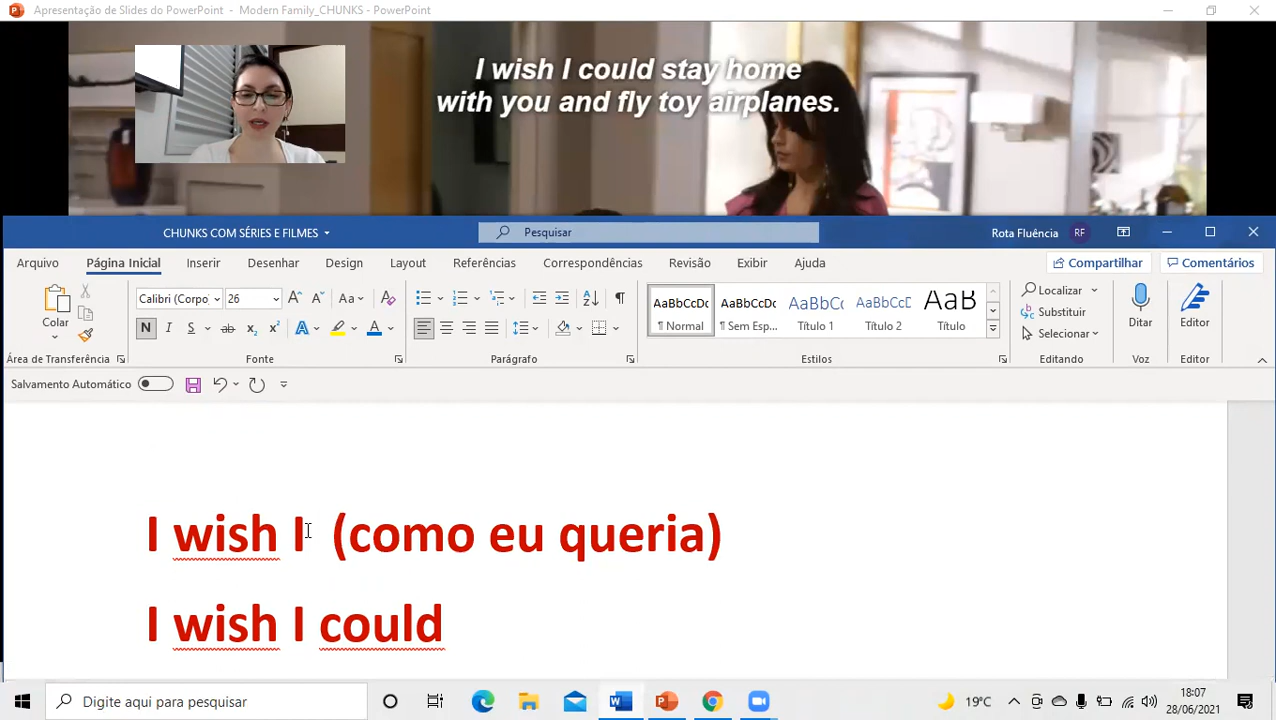 Apresentação de Slides do PowerPoint - Modern Family_CHUNKS - PowerPoint
I wish I could stay home
with you and fly toy airplanes.
CHUNKS COM SÉRIES E FILMES
Pesquisar
Rota Fluência RF
Arquivo Página Inicial Inserir Desenhar Design Layout Referências Correspondências Revisão Exibir Ajuda Compartilhar Comentários
Colar
Calibri (Corpo) 26
N I S ab x₂ x² A A
AaBbCcDc AaBbCcDc AaBbCc AaBbCcD AaB
¶ Normal ¶ Sem Esp... Título 1 Título 2 Título
Localizar
Substituir
Selecionar
Ditar
Editor
Área de Transferência Fonte Parágrafo Estilos Editando Voz Editor
Salvamento Automático
I wish I (como eu queria)
I wish I could
Digite aqui para pesquisar
19°C
18:07
28/06/2021